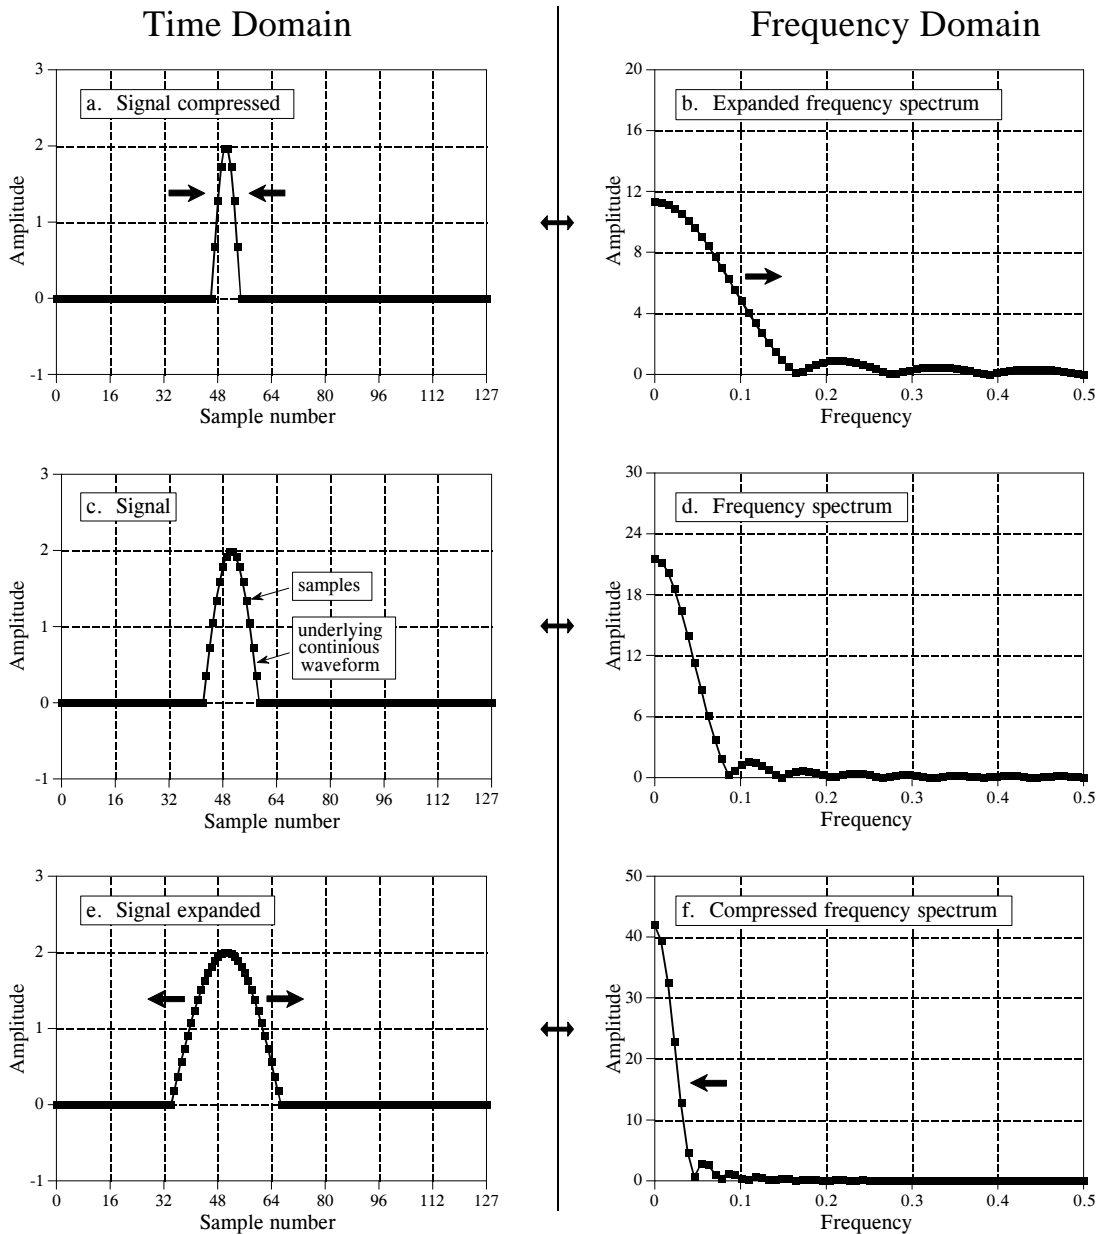 Time Domain
Frequency Domain
3
2
1
0
-1
Amplitude
a. Signal compressed
0 16 32 48 64 80 96 112 127
Sample number
20
16
12
8
4
0
Amplitude
b. Expanded frequency spectrum
0 0.1 0.2 0.3 0.4 0.5
Frequency
3
2
1
0
-1
Amplitude
c. Signal
samples
underlying
continious
waveform
0 16 32 48 64 80 96 112 127
Sample number
30
24
18
12
6
0
Amplitude
d. Frequency spectrum
0 0.1 0.2 0.3 0.4 0.5
Frequency
3
2
1
0
-1
Amplitude
e. Signal expanded
0 16 32 48 64 80 96 112 127
Sample number
50
40
30
20
10
0
Amplitude
f. Compressed frequency spectrum
0 0.1 0.2 0.3 0.4 0.5
Frequency